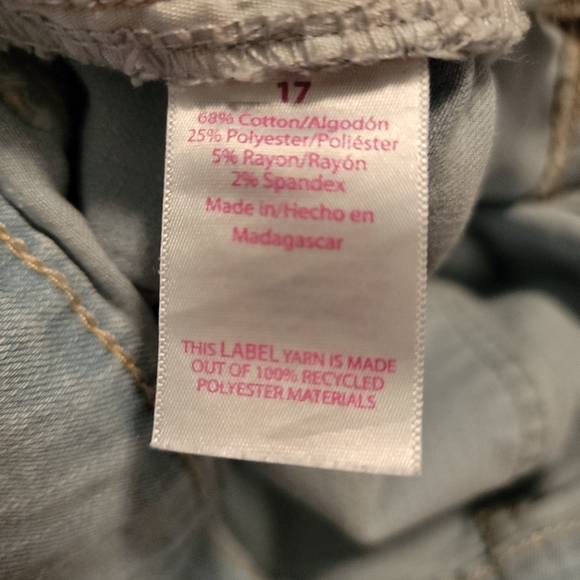 17
68% Cotton/Algodón
25% Polyester/Poliéster
5% Rayon/Rayón
2% Spandex
Made in/Hecho en
Madagascar
THIS LABEL YARN IS MADE
OUT OF 100% RECYCLED
POLYESTER MATERIALS